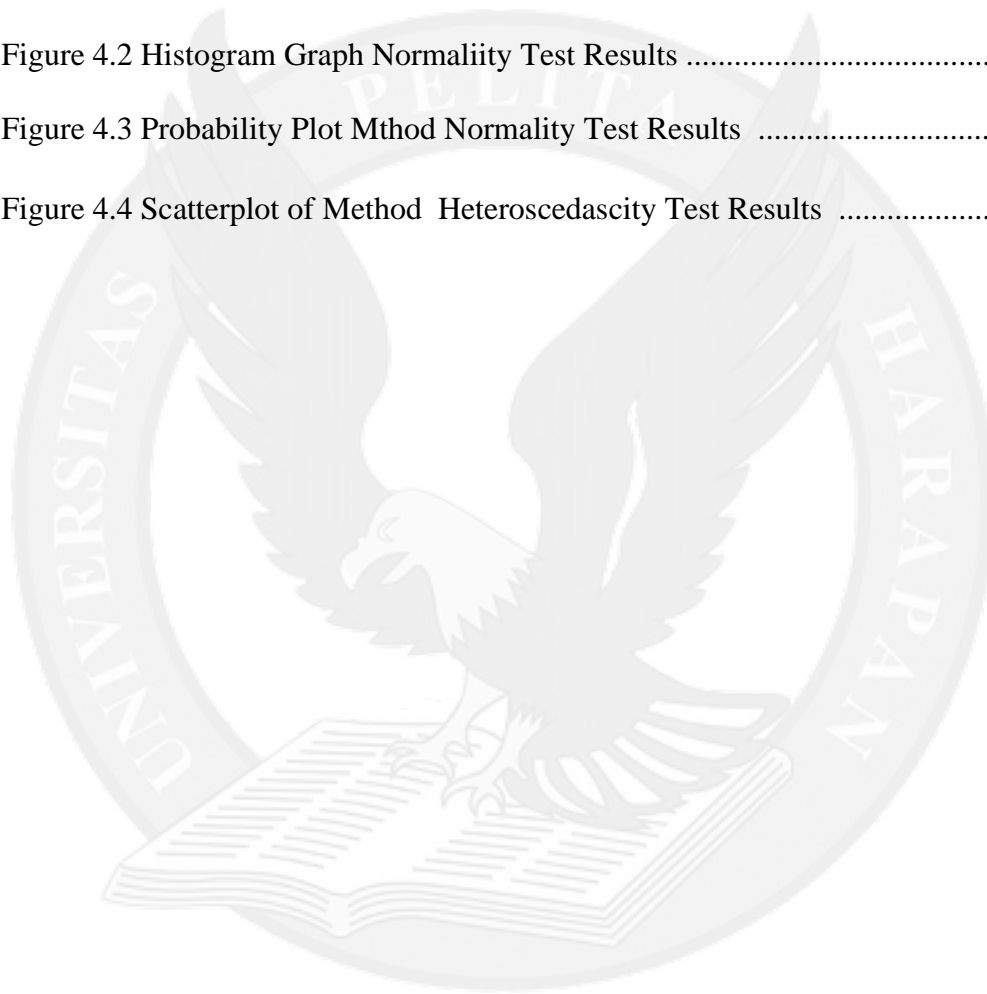 Figure 4.2 Histogram Graph Normaliity Test Results ......................................
Figure 4.3 Probability Plot Mthod Normality Test Results .............................
Figure 4.4 Scatterplot of Method Heteroscedascity Test Results ...................
UNIVERSITAS PELITA HARAPAN